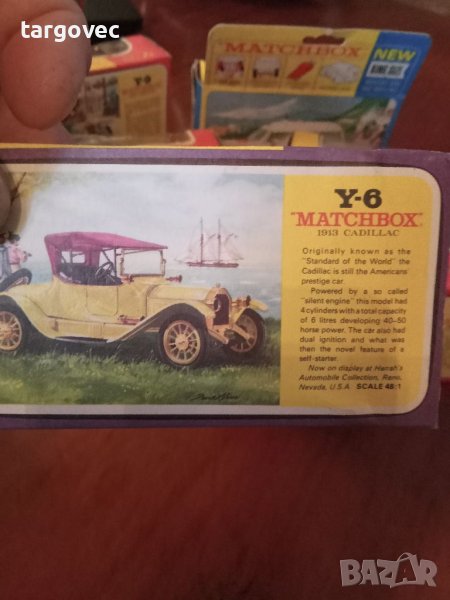 targovec
MATCHBOX
NEW
KING SIZE
Y-6
Y-6
"MATCHBOX"
1913 CADILLAC
Originally known as the
"Standard of the World" the
Cadillac is still the Americans'
prestige car.
Powered by a so called
"silent engine" this model had
4 cylinders with a total capacity
of 6 litres developing 40-50
horse power. The car also had
dual ignition and what was
then the novel feature of a
self-starter.
Now on display at Harrah's
Automobile Collection, Reno,
Nevada, U.S.A SCALE 48:1
BAZAR